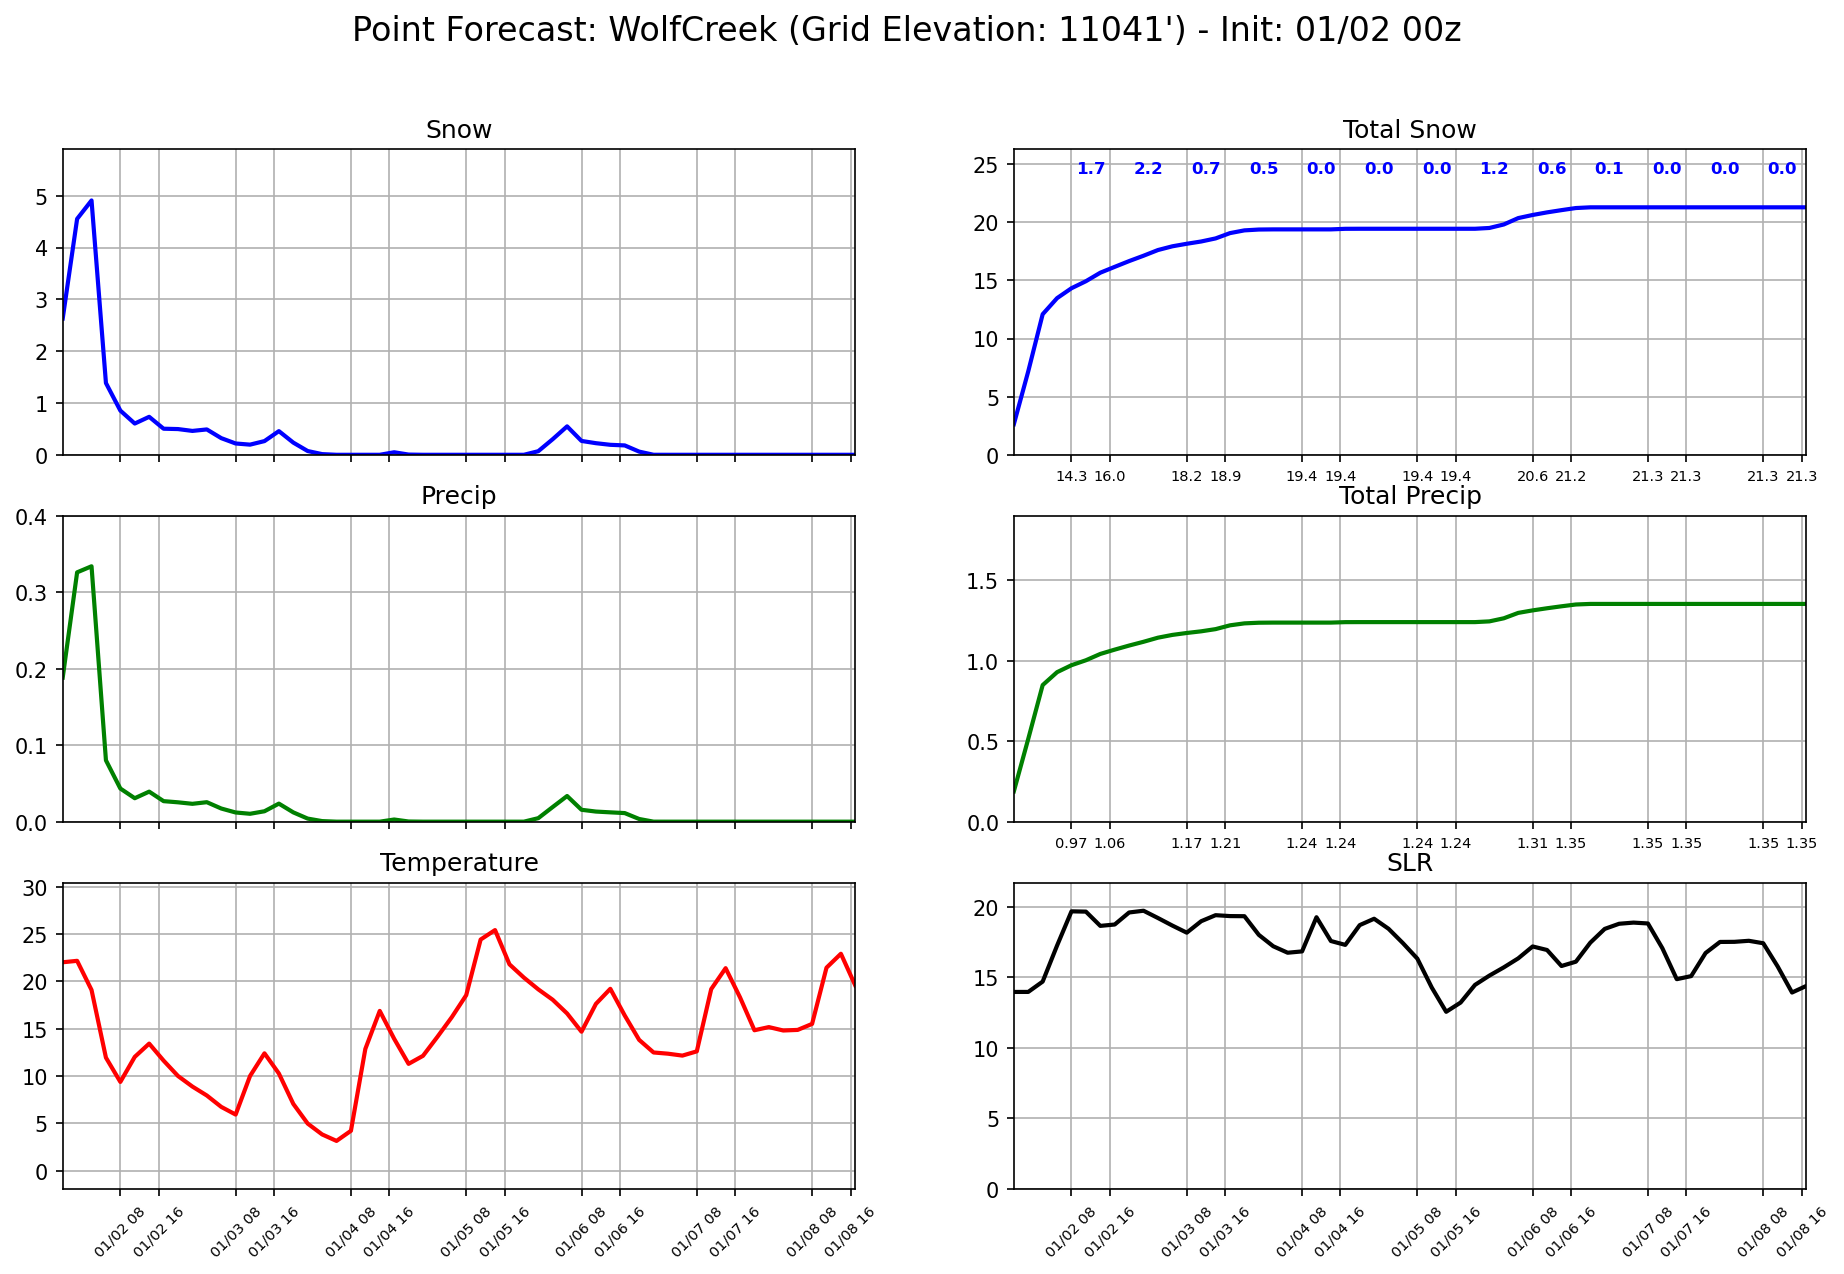 Point Forecast: WolfCreek (Grid Elevation: 11041') - Init: 01/02 00z
Snow
5
4
3
2
1
0
Total Snow
25
20
15
10
5
0
1.7 2.2 0.7 0.5 0.0 0.0 0.0 1.2 0.6 0.1 0.0 0.0 0.0
14.3 16.0 18.2 18.9 19.4 19.4 19.4 19.4 20.6 21.2 21.3 21.3 21.3 21.3
Precip
0.4
0.3
0.2
0.1
0.0
Total Precip
1.5
1.0
0.5
0.0
0.97 1.06 1.17 1.21 1.24 1.24 1.24 1.24 1.31 1.35 1.35 1.35 1.35 1.35
Temperature
30
25
20
15
10
5
0
01/02 08 01/02 16 01/03 08 01/03 16 01/04 08 01/04 16 01/05 08 01/05 16 01/06 08 01/06 16 01/07 08 01/07 16 01/08 08 01/08 16
SLR
20
15
10
5
0
01/02 08 01/02 16 01/03 08 01/03 16 01/04 08 01/04 16 01/05 08 01/05 16 01/06 08 01/06 16 01/07 08 01/07 16 01/08 08 01/08 16